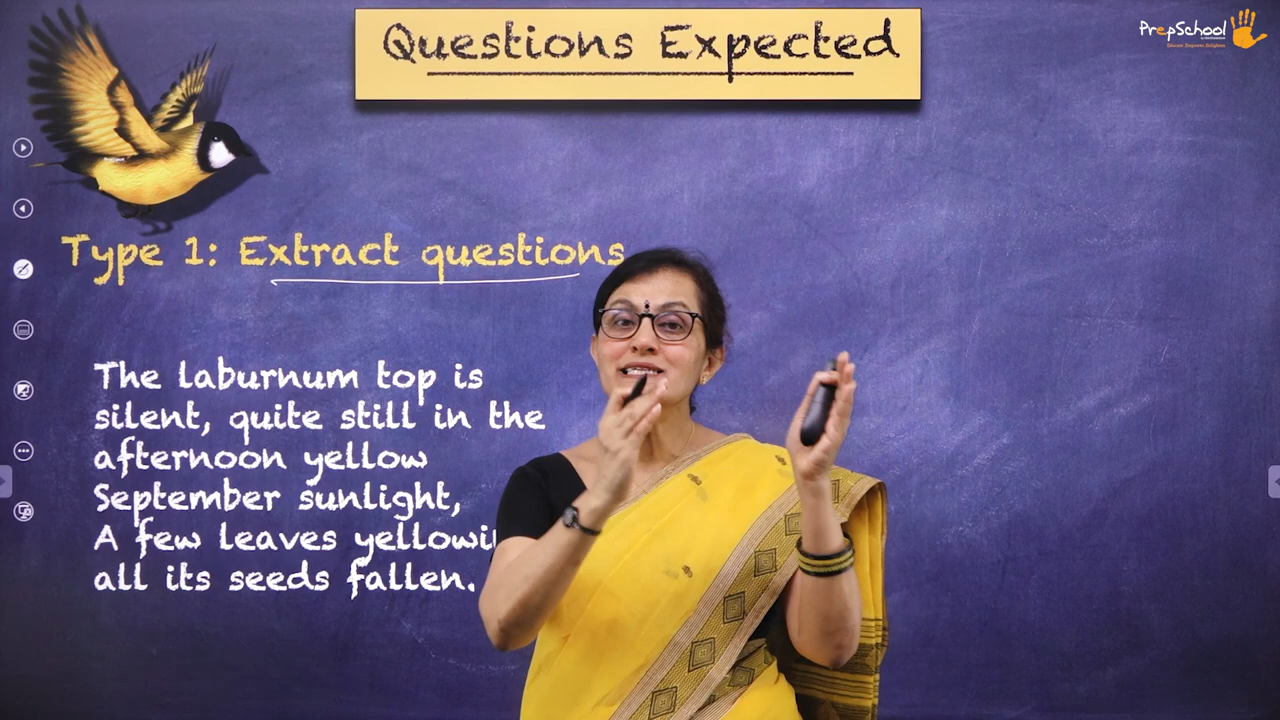 Questions Expected
PrepSchool
Type 1: Extract questions
The laburnum top is
silent, quite still in the
afternoon yellow
September sunlight,
A few leaves
all its seeds fallen.